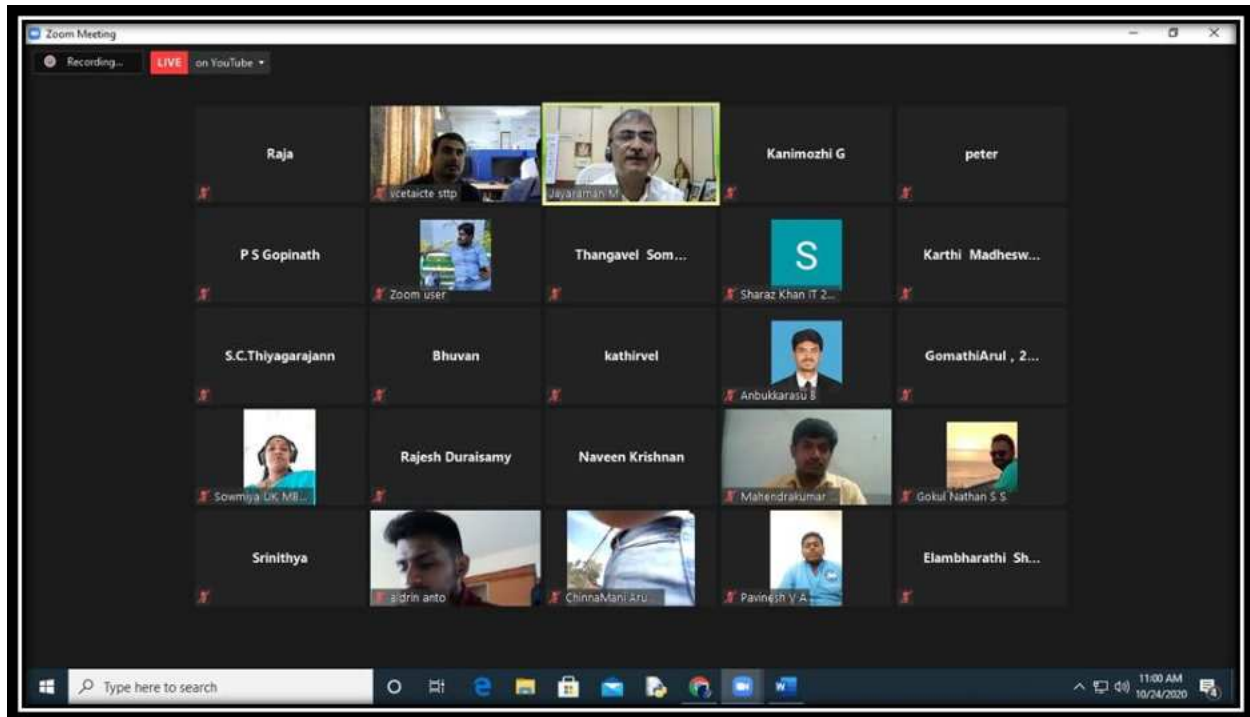 Zoom Meeting
Recording...
LIVE on YouTube
Raja
vcetaicte sttp
Jayaraman M
Kanimozhi G
peter
P S Gopinath
Zoom user
Thangavel Som...
S
Sharaz Khan IT 2...
Karthi Madhesw...
S.C.Thiyagarajann
Bhuvan
kathirvel
Anbukkarasu B
GomathiArul , 2...
Sowmiya UK MB...
Rajesh Duraisamy
Naveen Krishnan
Mahendrakumar ...
Gokul Nathan S S
Srinithya
aldrin anto
ChinnaMani Aru...
Pavinesh V A
Elambharathi Sh...
Type here to search
11:00 AM
10/24/2020